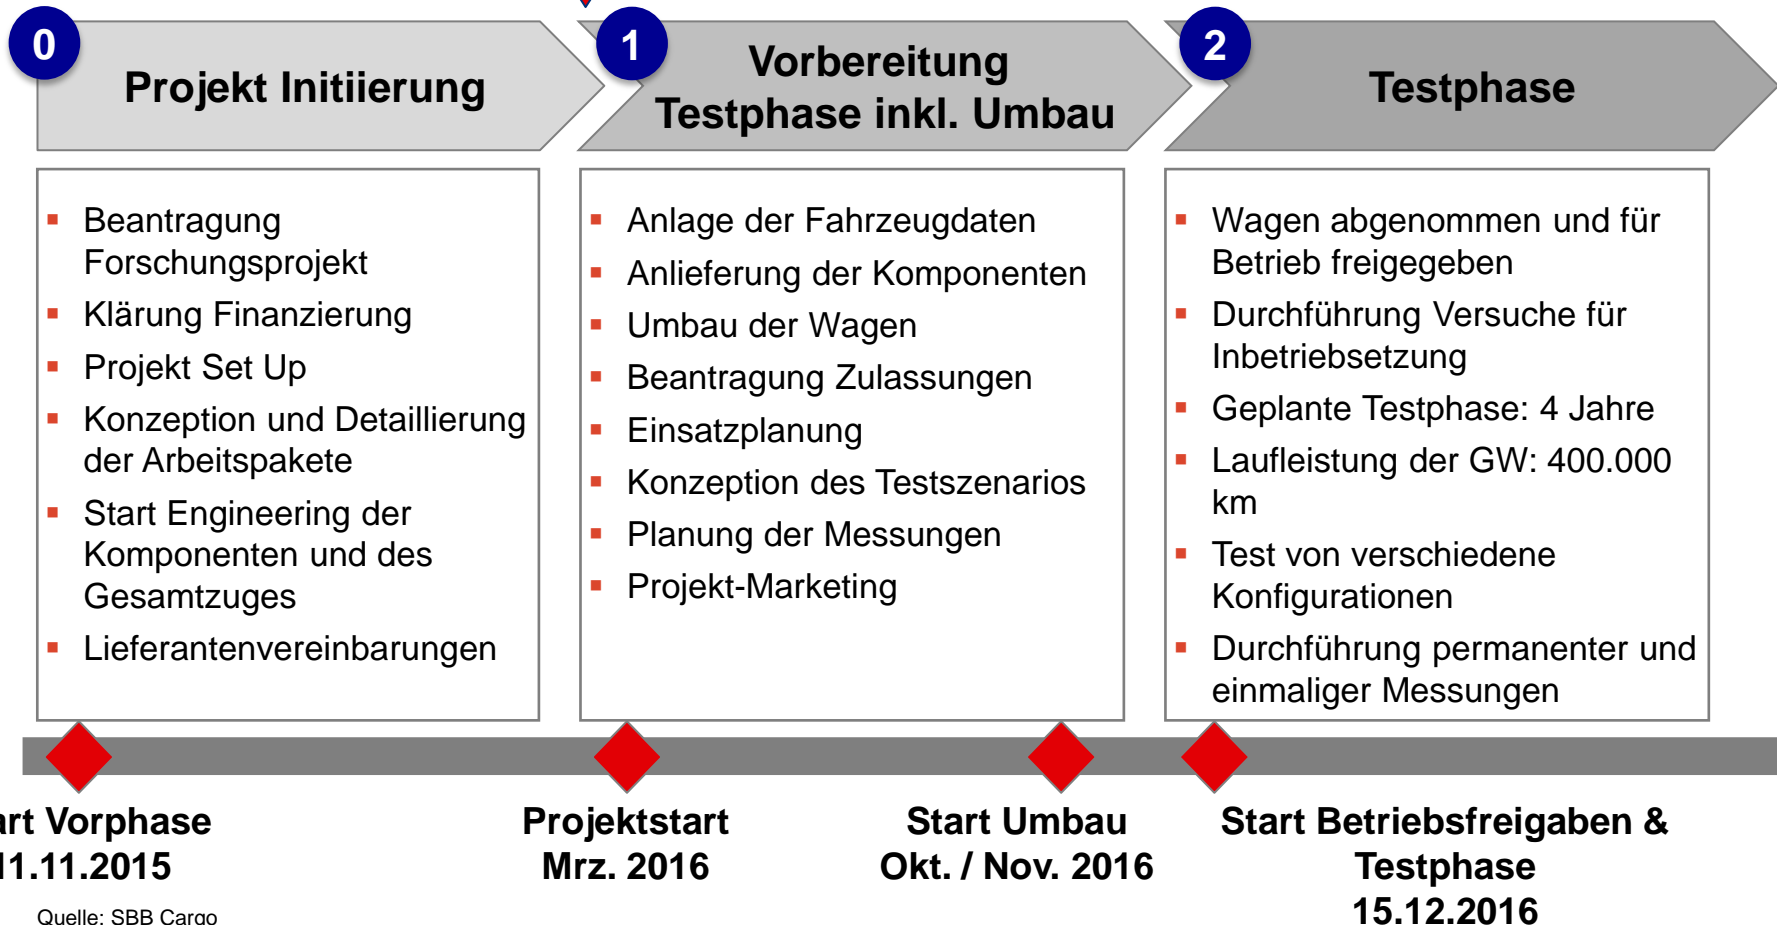 0
Projekt Initiierung
1
Vorbereitung
Testphase inkl. Umbau
2
Testphase
Beantragung
Forschungsprojekt
Klärung Finanzierung
Projekt Set Up
Konzeption und Detaillierung
der Arbeitspakete
Start Engineering der
Komponenten und des
Gesamtzuges
Lieferantenvereinbarungen
Anlage der Fahrzeugdaten
Anlieferung der Komponenten
Umbau der Wagen
Beantragung Zulassungen
Einsatzplanung
Konzeption des Testszenarios
Planung der Messungen
Projekt-Marketing
Wagen abgenommen und für
Betrieb freigegeben
Durchführung Versuche für
Inbetriebsetzung
Geplante Testphase: 4 Jahre
Laufleistung der GW: 400.000
km
Test von verschiedene
Konfigurationen
Durchführung permanenter und
einmaliger Messungen
Vorphase
11.11.2015
Projektstart
Mrz. 2016
Start Umbau
Okt. / Nov. 2016
Start Betriebsfreigaben &
Testphase
15.12.2016
Quelle: SBB Cargo